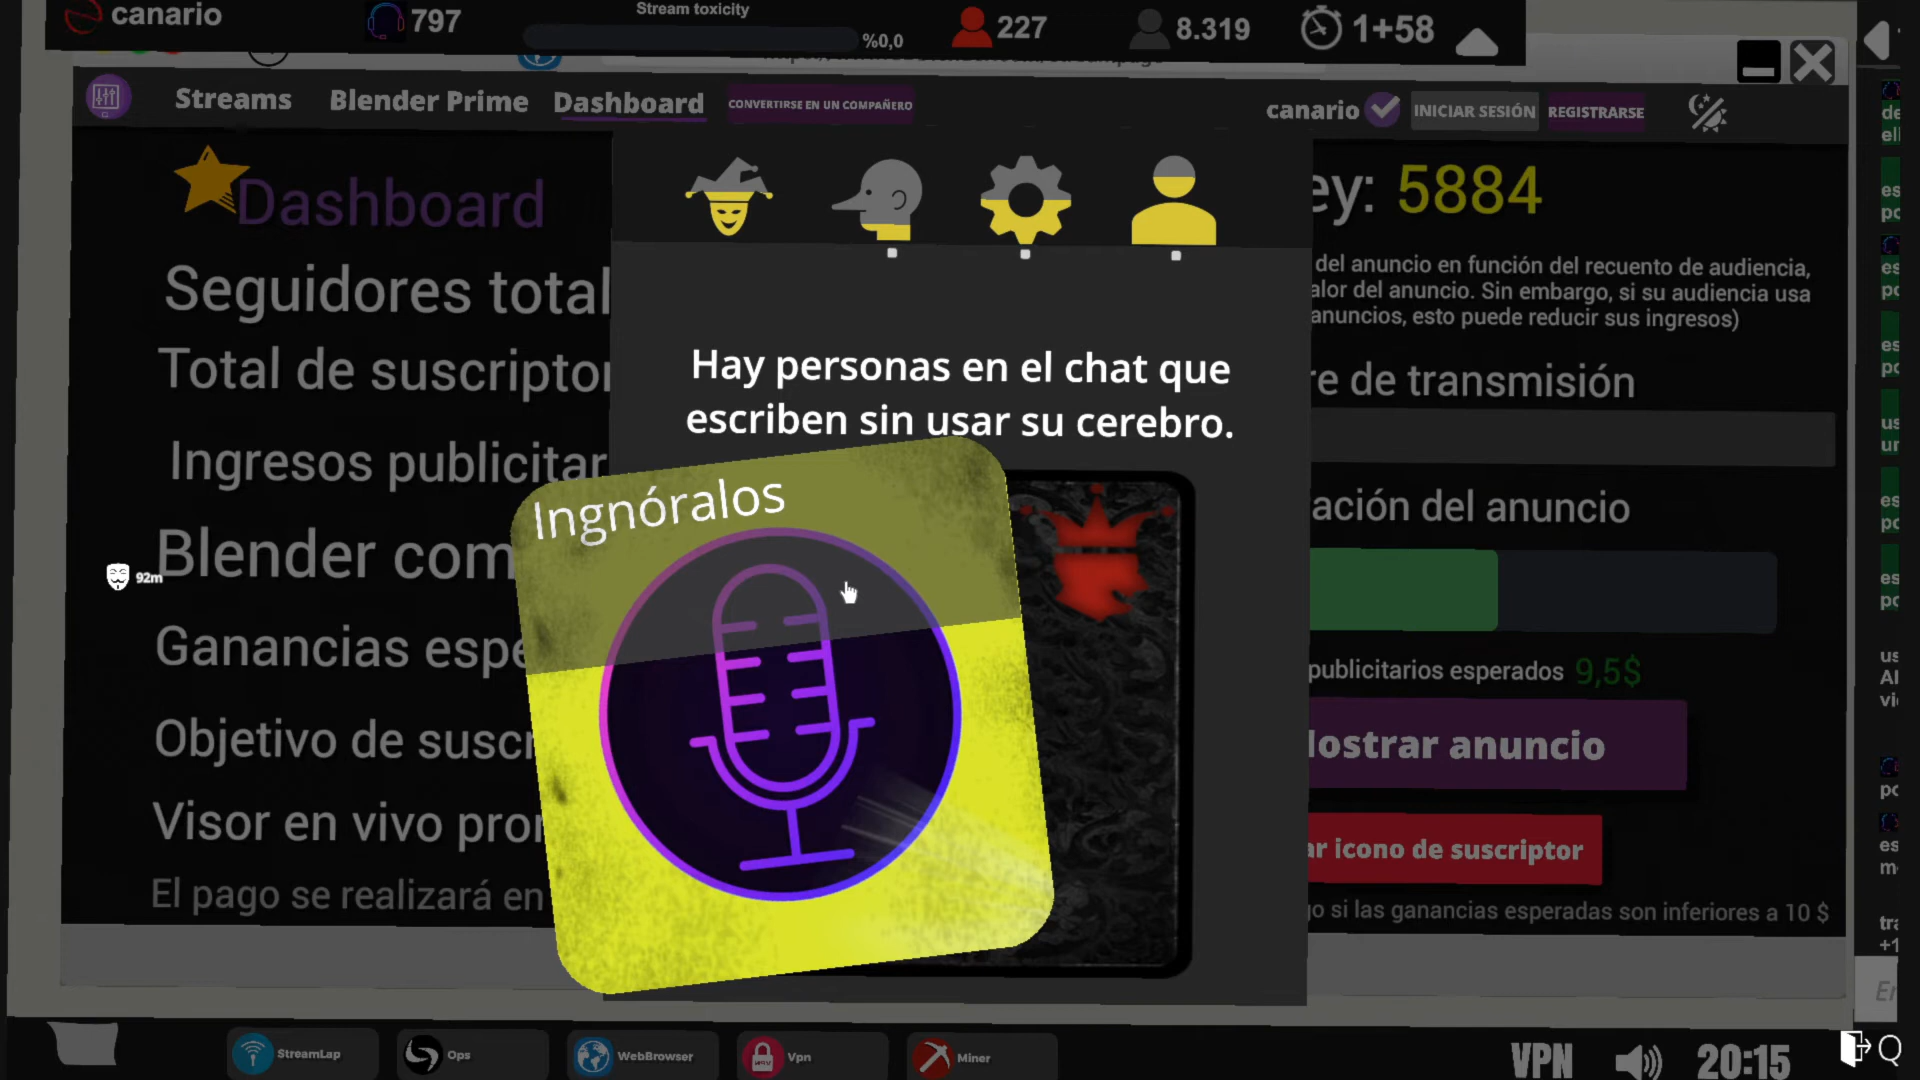 canario
797
Stream toxicity
%0,0
227
8.319
1+58
Streams
Blender Prime
Dashboard
CONVERTIRSE EN UN COMPAÑERO
canario
INICIAR SESIÓN
REGISTRARSE
Dashboard
Seguidores total
Total de suscriptor
Ingresos publicitar
Blender com
92m
Ganancias espe
Objetivo de suscr
Visor en vivo pro
El pago se realizará en
Hay personas en el chat que
escriben sin usar su cerebro.
Ingnóralos
ey: 5884
del anuncio en función del recuento de audiencia,
alor del anuncio. Sin embargo, si su audiencia usa
anuncios, esto puede reducir sus ingresos)
re de transmisión
ación del anuncio
publicitarios esperados 9,5$
lostrar anuncio
ar icono de suscriptor
go si las ganancias esperadas son inferiores a 10 $
StreamLap
Ops
WebBrowser
Vpn
Miner
VPN
20:15
Q